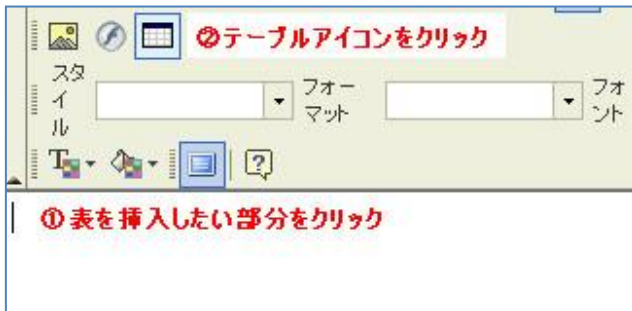 ②テーブルアイコンをクリック
スタ
イ
ル
フォー
マット
フォ
ント
①表を挿入したい部分をクリック